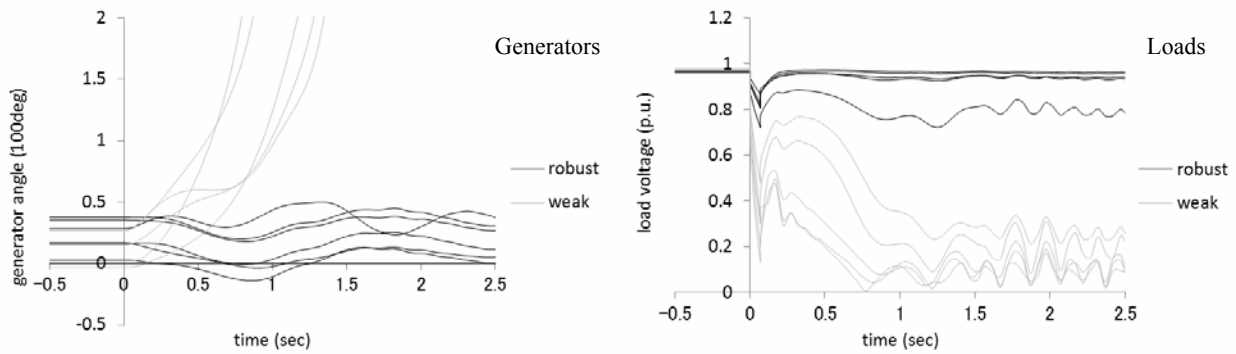 2
1.5
1
0.5
0
-0.5
generator angle (100deg)
−0.5
0
0.5
1
1.5
2
2.5
time (sec)
Generators
robust
weak
1.2
1
0.8
0.6
0.4
0.2
0
load voltage (p.u.)
−0.5
0
0.5
1
1.5
2
2.5
time (sec)
Loads
robust
weak